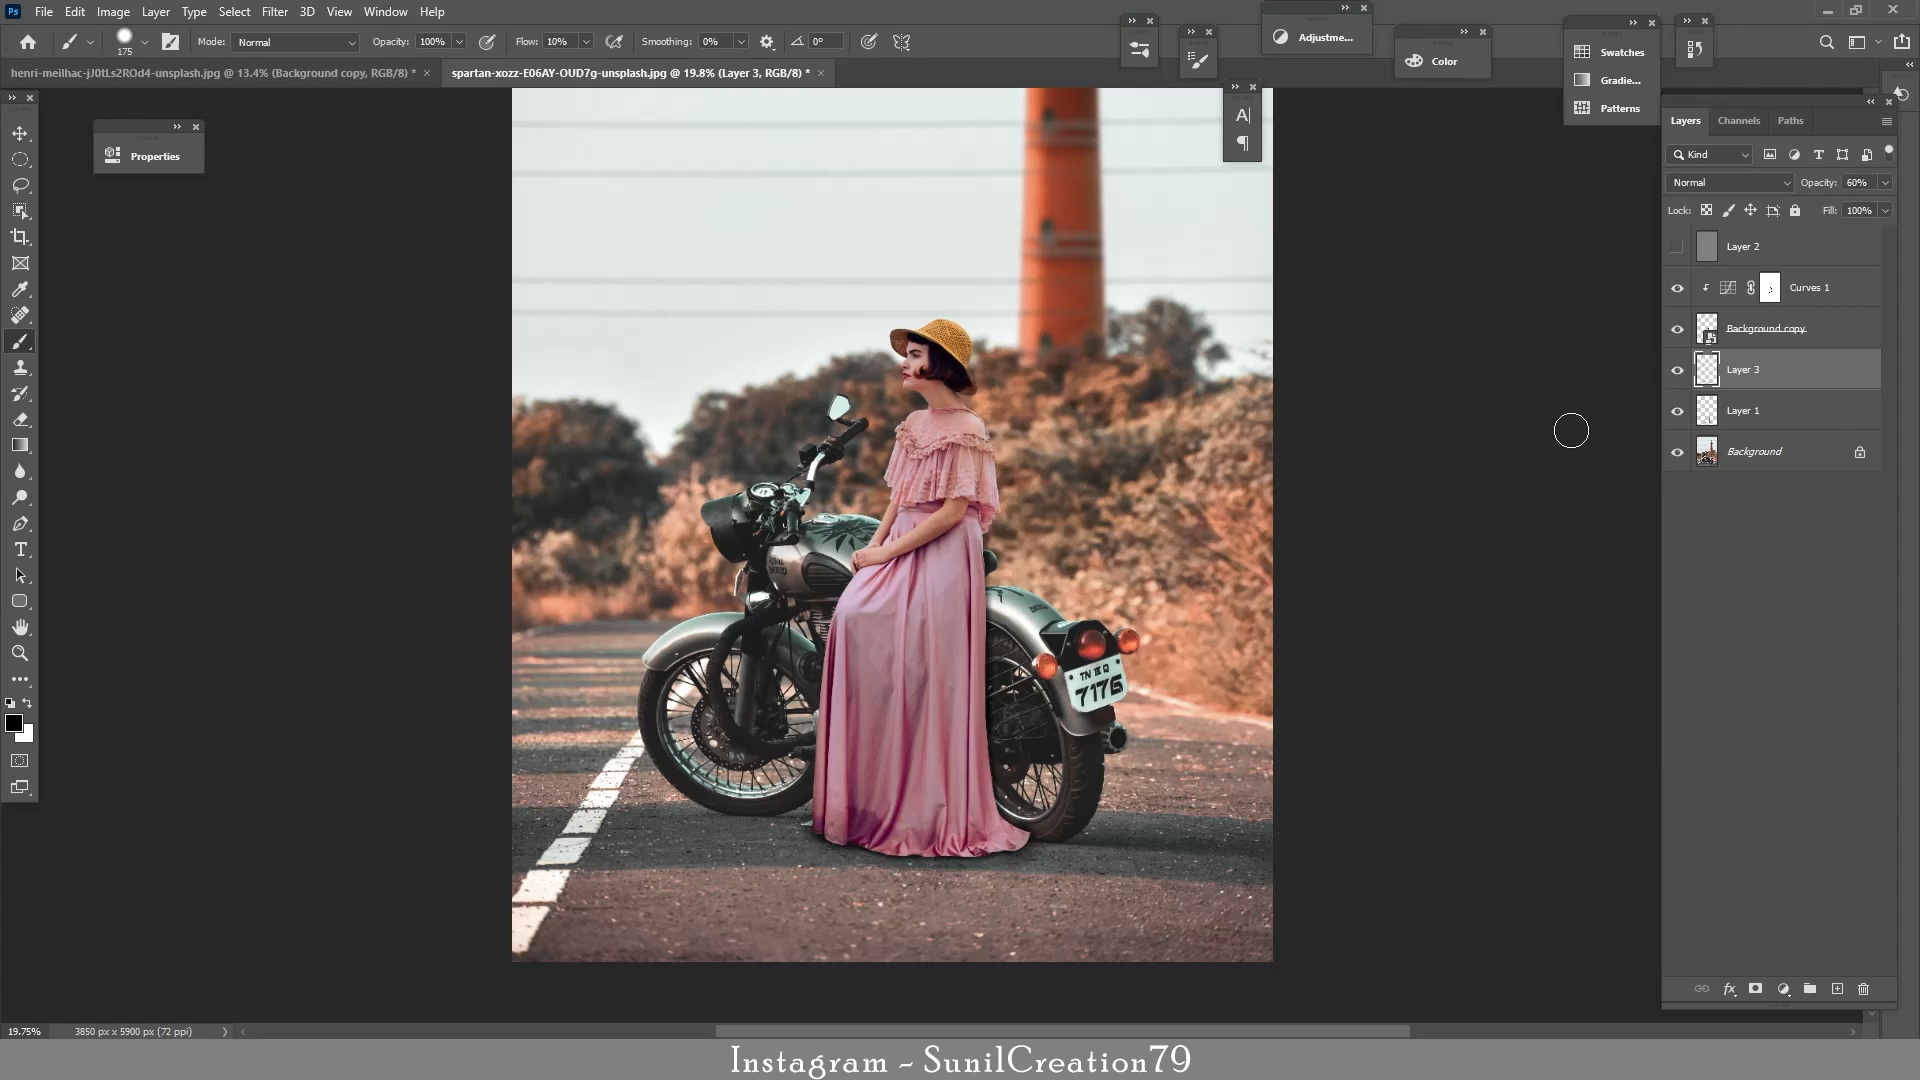 Ps File Edit Image Layer Type Select Filter 3D View Window Help
175 Mode: Normal Opacity: 100% Flow: 10% Smoothing: 0% 0°
henri-meilhac-jJ0tLs2ROd4-unsplash.jpg @ 13.4% (Background copy, RGB/8) *
spartan-xozz-E06AY-OUD7g-unsplash.jpg @ 19.8% (Layer 3, RGB/8) *
Adjustme...
Color
Swatches
Gradie...
Patterns
A
Properties
Layers Channels Paths
Kind
Normal Opacity: 60%
Lock: Fill: 100%
Layer 2
Curves 1
Background copy
Layer 3
Layer 1
Background
7176
19.75% 3850 px x 5900 px (72 ppi)
Instagram - SunilCreation79